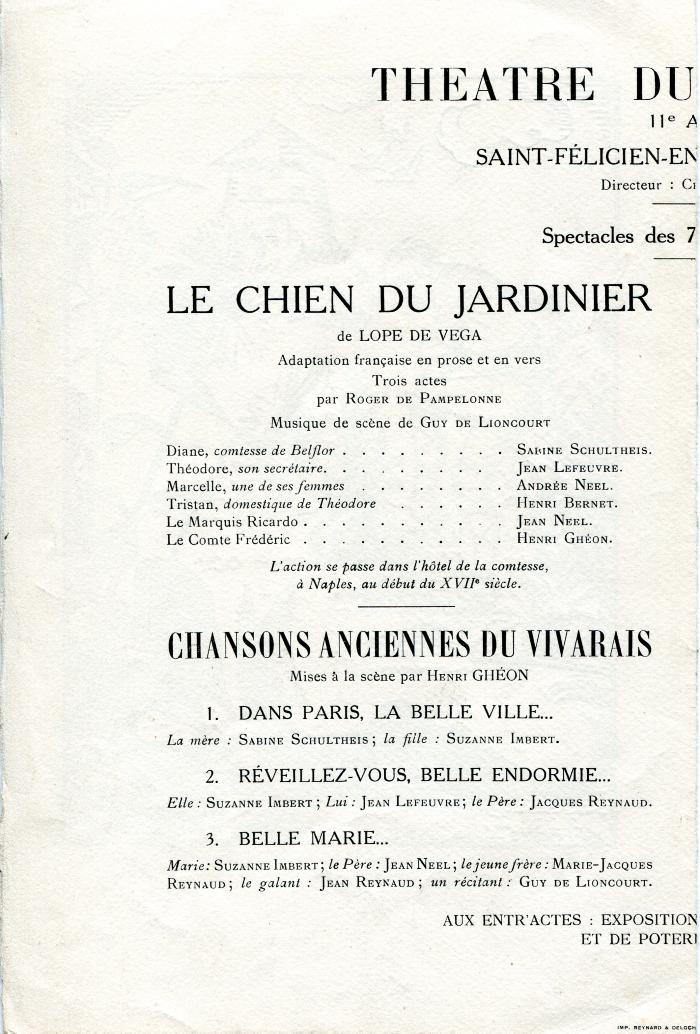 THEATRE DU
11e A
SAINT-FÉLICIEN-EN
Directeur : Ci
Spectacles des 7
LE CHIEN DU JARDINIER
de LOPE DE VEGA
Adaptation française en prose et en vers
Trois actes
par ROGER DE PAMPELONNE
Musique de scène de GUY DE LIONCOURT
Diane, comtesse de Belflor . . . . . . . . . SABINE SCHULTHEIS.
Théodore, son secrétaire. . . . . . . . JEAN LEFEUVRE.
Marcelle, une de ses femmes . . . . . . . . ANDRÉE NEEL.
Tristan, domestique de Théodore . . . . . . HENRI BERNET.
Le Marquis Ricardo . . . . . . . . . . . JEAN NEEL.
Le Comte Frédéric . . . . . . . . . . . HENRI GHÉON.
L'action se passe dans l'hôtel de la comtesse,
à Naples, au début du XVIIe siècle.
CHANSONS ANCIENNES DU VIVARAIS
Mises à la scène par HENRI GHÉON
1. DANS PARIS, LA BELLE VILLE...
La mère : SABINE SCHULTHEIS ; la fille : SUZANNE IMBERT.
2. RÉVEILLEZ-VOUS, BELLE ENDORMIE...
Elle : SUZANNE IMBERT ; Lui : JEAN LEFEUVRE ; le Père : JACQUES REYNAUD.
3. BELLE MARIE...
Marie : SUZANNE IMBERT ; le Père : JEAN NEEL ; le jeune frère : MARIE-JACQUES
REYNAUD ; le galant : JEAN REYNAUD ; un récitant : GUY DE LIONCOURT.
AUX ENTR'ACTES : EXPOSITION
ET DE POTERI
IMP. REYNARD & DELOCH